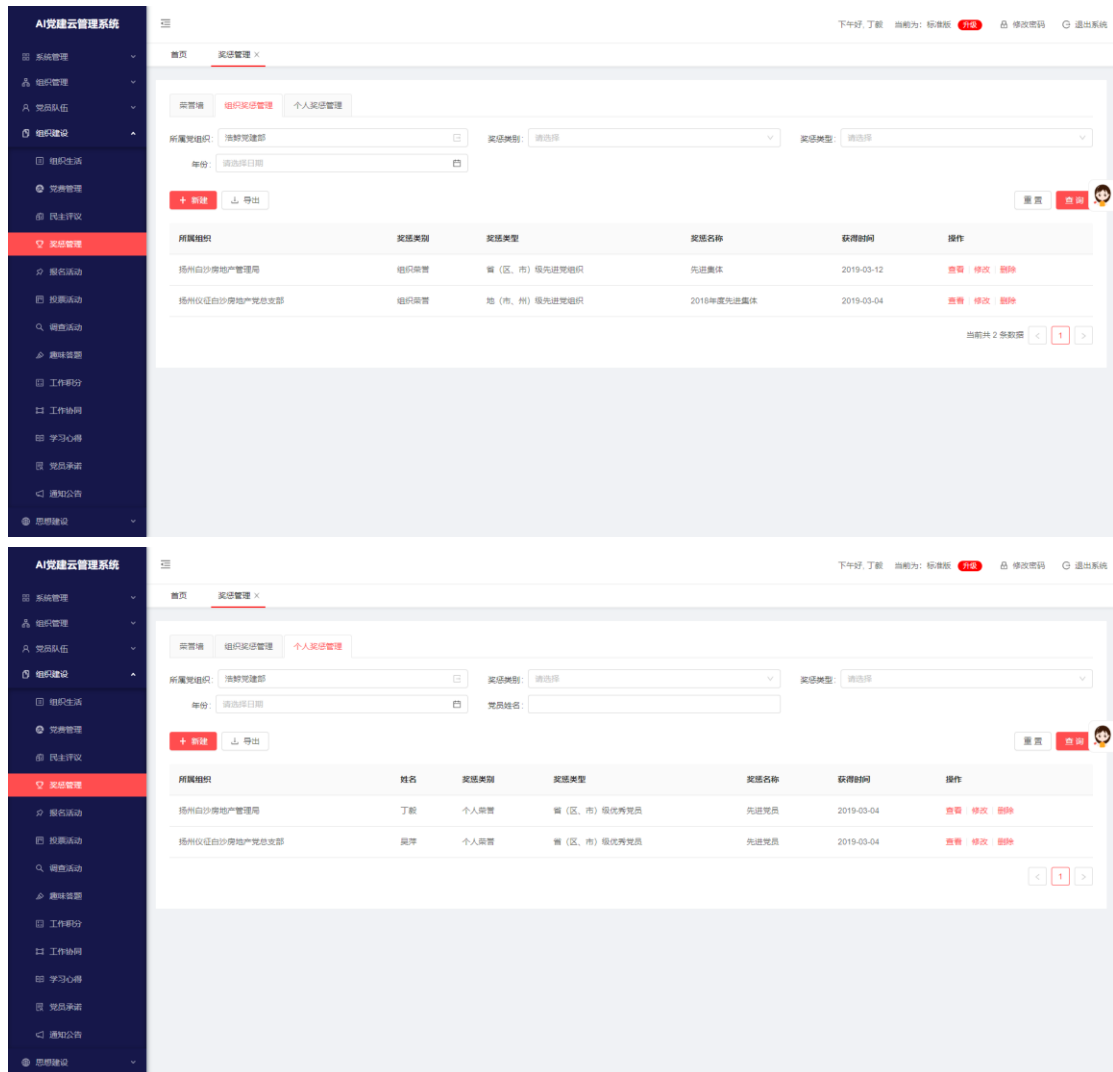 AI党建云管理系统
下午好, 丁毅 当前为: 标准版 升级 修改密码 退出系统
系统管理
首页 奖惩管理 ×
组织管理
党员队伍
荣誉墙 组织奖惩管理 个人奖惩管理
组织建设
所属党组织: 浩鲸党建部 奖惩类别: 请选择 奖惩类型: 请选择
组织生活
年份: 请选择日期
党费管理
+ 新建 导出 重置 查询
民主评议
奖惩管理
所属组织 奖惩类别 奖惩类型 奖惩名称 获得时间 操作
报名活动
扬州白沙房地产管理局 组织荣誉 省（区、市）级先进党组织 先进集体 2019-03-12 查看 修改 删除
投票活动
扬州仪征白沙房地产党总支部 组织荣誉 地（市、州）级先进党组织 2018年度先进集体 2019-03-04 查看 修改 删除
调查活动
当前共 2 条数据 < 1 >
趣味答题
工作积分
工作协同
学习心得
党员承诺
通知公告
思想建设
AI党建云管理系统
下午好, 丁毅 当前为: 标准版 升级 修改密码 退出系统
系统管理
首页 奖惩管理 ×
组织管理
党员队伍
荣誉墙 组织奖惩管理 个人奖惩管理
组织建设
所属党组织: 浩鲸党建部 奖惩类别: 请选择 奖惩类型: 请选择
组织生活
年份: 请选择日期 党员姓名:
党费管理
+ 新建 导出 重置 查询
民主评议
奖惩管理
所属组织 姓名 奖惩类别 奖惩类型 奖惩名称 获得时间 操作
报名活动
扬州白沙房地产管理局 丁毅 个人荣誉 省（区、市）级优秀党员 先进党员 2019-03-04 查看 修改 删除
投票活动
扬州仪征白沙房地产党总支部 吴萍 个人荣誉 省（区、市）级优秀党员 先进党员 2019-03-04 查看 修改 删除
调查活动
< 1 >
趣味答题
工作积分
工作协同
学习心得
党员承诺
通知公告
思想建设